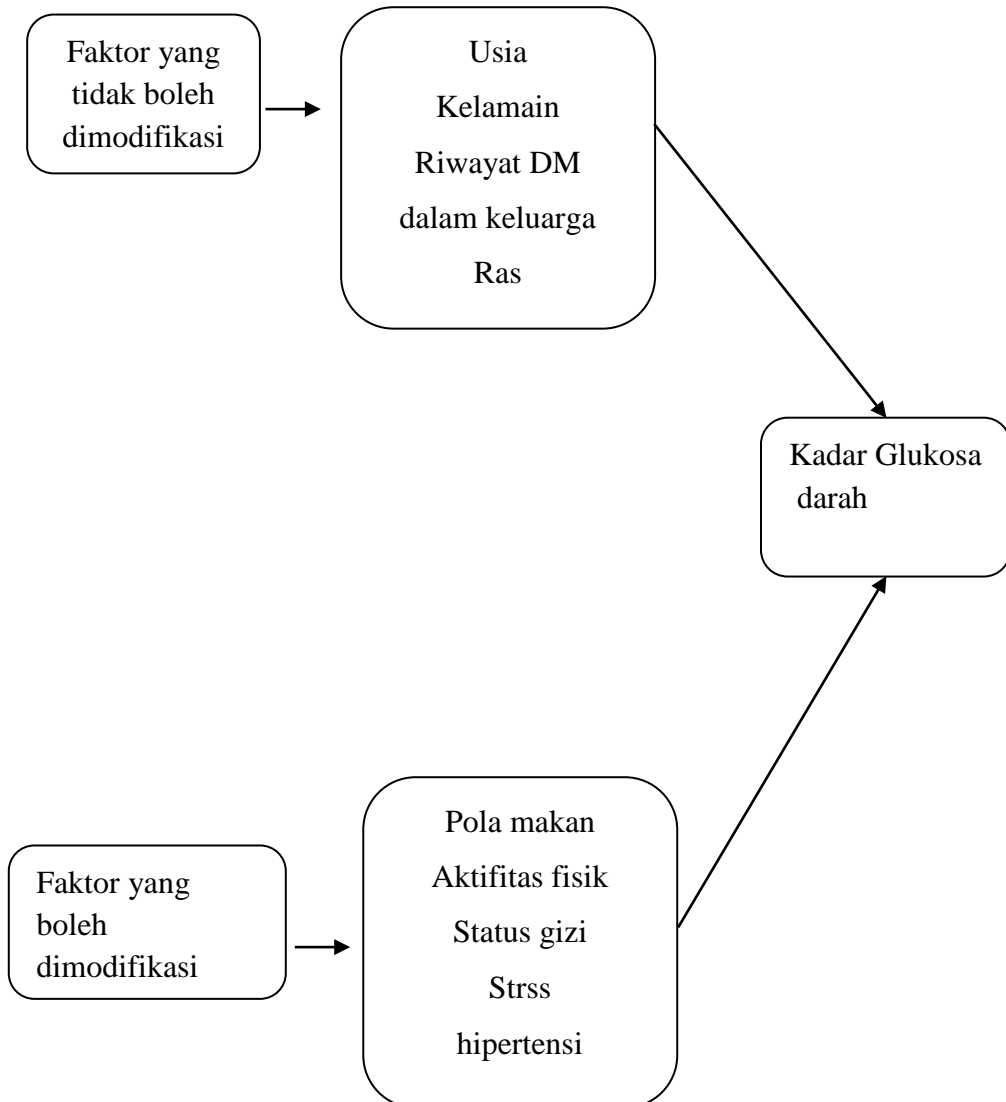 Faktor yang
tidak boleh
dimodifikasi
Usia
Kelamain
Riwayat DM
dalam keluarga
Ras
Kadar Glukosa
darah
Faktor yang
boleh
dimodifikasi
Pola makan
Aktifitas fisik
Status gizi
Strss
hipertensi